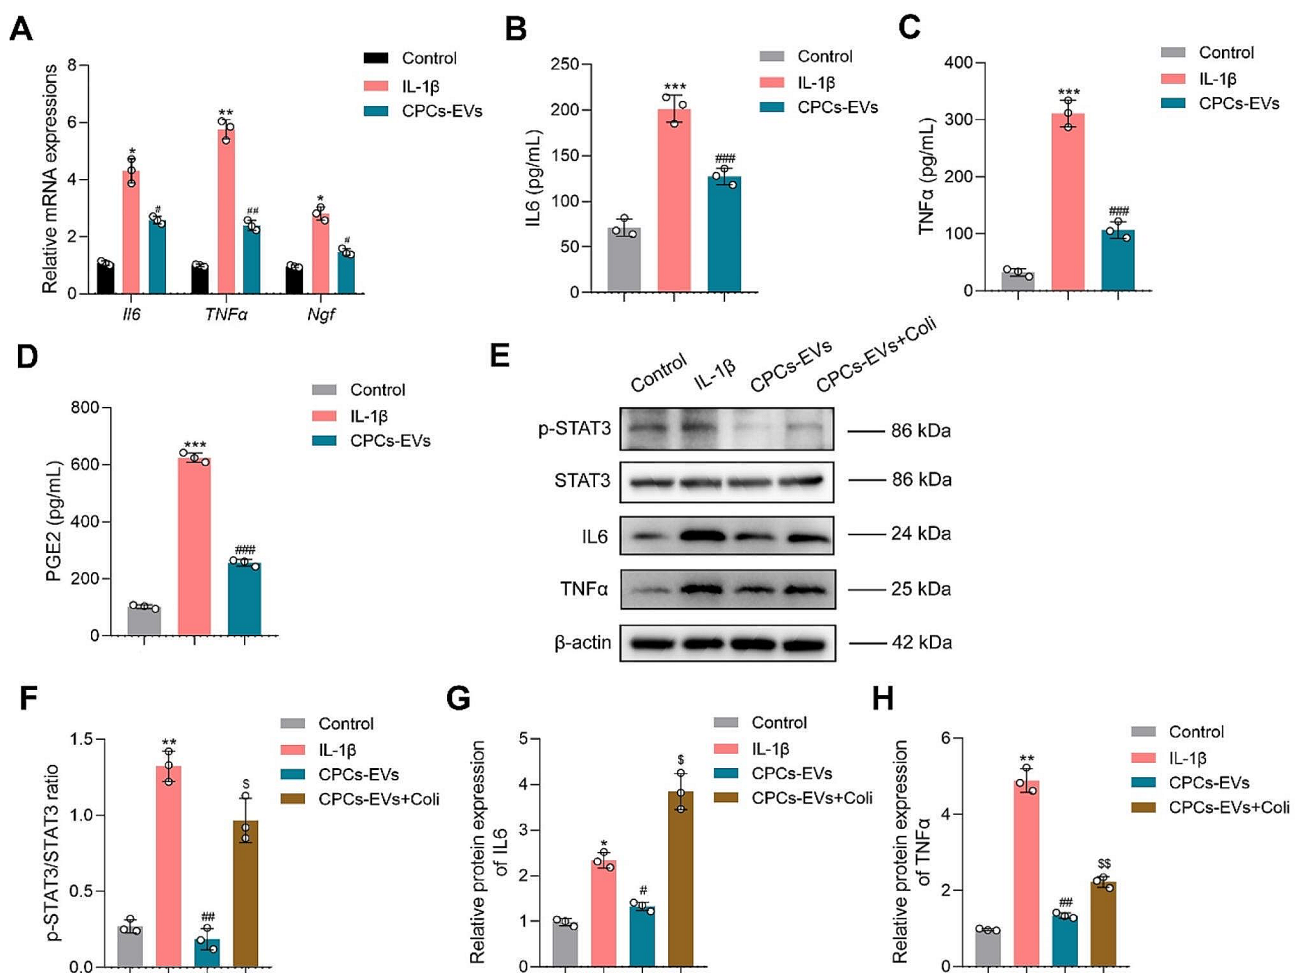 A
Control
IL-1β
CPCs-EVs
Relative mRNA expressions
8
6
4
2
0
*
#
**
##
*
#
Il6 TNFα Ngf
B
Control
IL-1β
CPCs-EVs
IL6 (pg/mL)
250
200
150
100
50
0
***
###
C
Control
IL-1β
CPCs-EVs
TNFα (pg/mL)
400
300
200
100
0
***
###
D
Control
IL-1β
CPCs-EVs
PGE2 (pg/mL)
800
600
400
200
0
***
###
E
Control IL-1β CPCs-EVs CPCs-EVs+Coli
p-STAT3 86 kDa
STAT3 86 kDa
IL6 24 kDa
TNFα 25 kDa
β-actin 42 kDa
F
Control
IL-1β
CPCs-EVs
CPCs-EVs+Coli
p-STAT3/STAT3 ratio
1.5
1.0
0.5
0.0
**
##
$
G
Control
IL-1β
CPCs-EVs
CPCs-EVs+Coli
Relative protein expression
of IL6
5
4
3
2
1
0
*
#
$
H
Control
IL-1β
CPCs-EVs
CPCs-EVs+Coli
Relative protein expression
of TNFα
6
4
2
0
**
##
$$